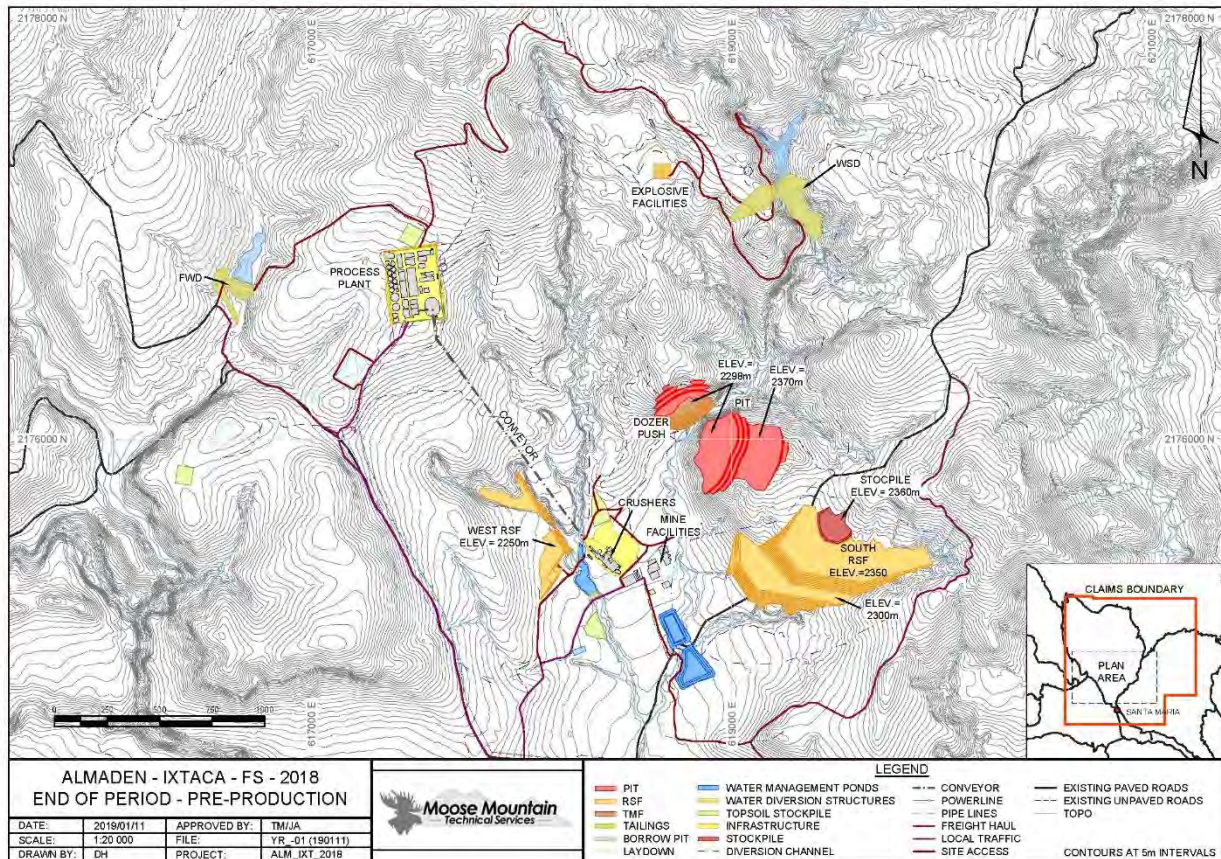 2178000 N
617000 E
619000 E
621000 E
2178000 N
N
WSD
EXPLOSIVE
FACILITIES
FWD
PROCESS
PLANT
ELEV.=
2298m
ELEV.=
2370m
PIT
DOZER
PUSH
2176000 N
2176000 N
CONVEYOR
STOCPILE
ELEV.= 2360m
CRUSHERS
MINE
FACILITIES
WEST RSF
ELEV. = 2250m
SOUTH
RSF
ELEV.=2350
ELEV.=
2300m
CLAIMS BOUNDARY
PLAN
AREA
SANTA MARIA
0 250 500 750 1000
617000 E
619000 E
ALMADEN - IXTACA - FS - 2018
END OF PERIOD - PRE-PRODUCTION
DATE: 2019/01/11 APPROVED BY: TM/JA
SCALE: 1:20 000 FILE: YR_-01 (190111)
DRAWN BY: DH PROJECT: ALM_IXT_2018
Moose Mountain
Technical Services
LEGEND
PIT
RSF
TMF
TAILINGS
BORROW PIT
LAYDOWN
WATER MANAGEMENT PONDS
WATER DIVERSION STRUCTURES
TOPSOIL STOCKPILE
INFRASTRUCTURE
STOCKPILE
DIVERSION CHANNEL
CONVEYOR
POWERLINE
PIPE LINES
FREIGHT HAUL
LOCAL TRAFFIC
SITE ACCESS
EXISTING PAVED ROADS
EXISTING UNPAVED ROADS
TOPO
CONTOURS AT 5m INTERVALS